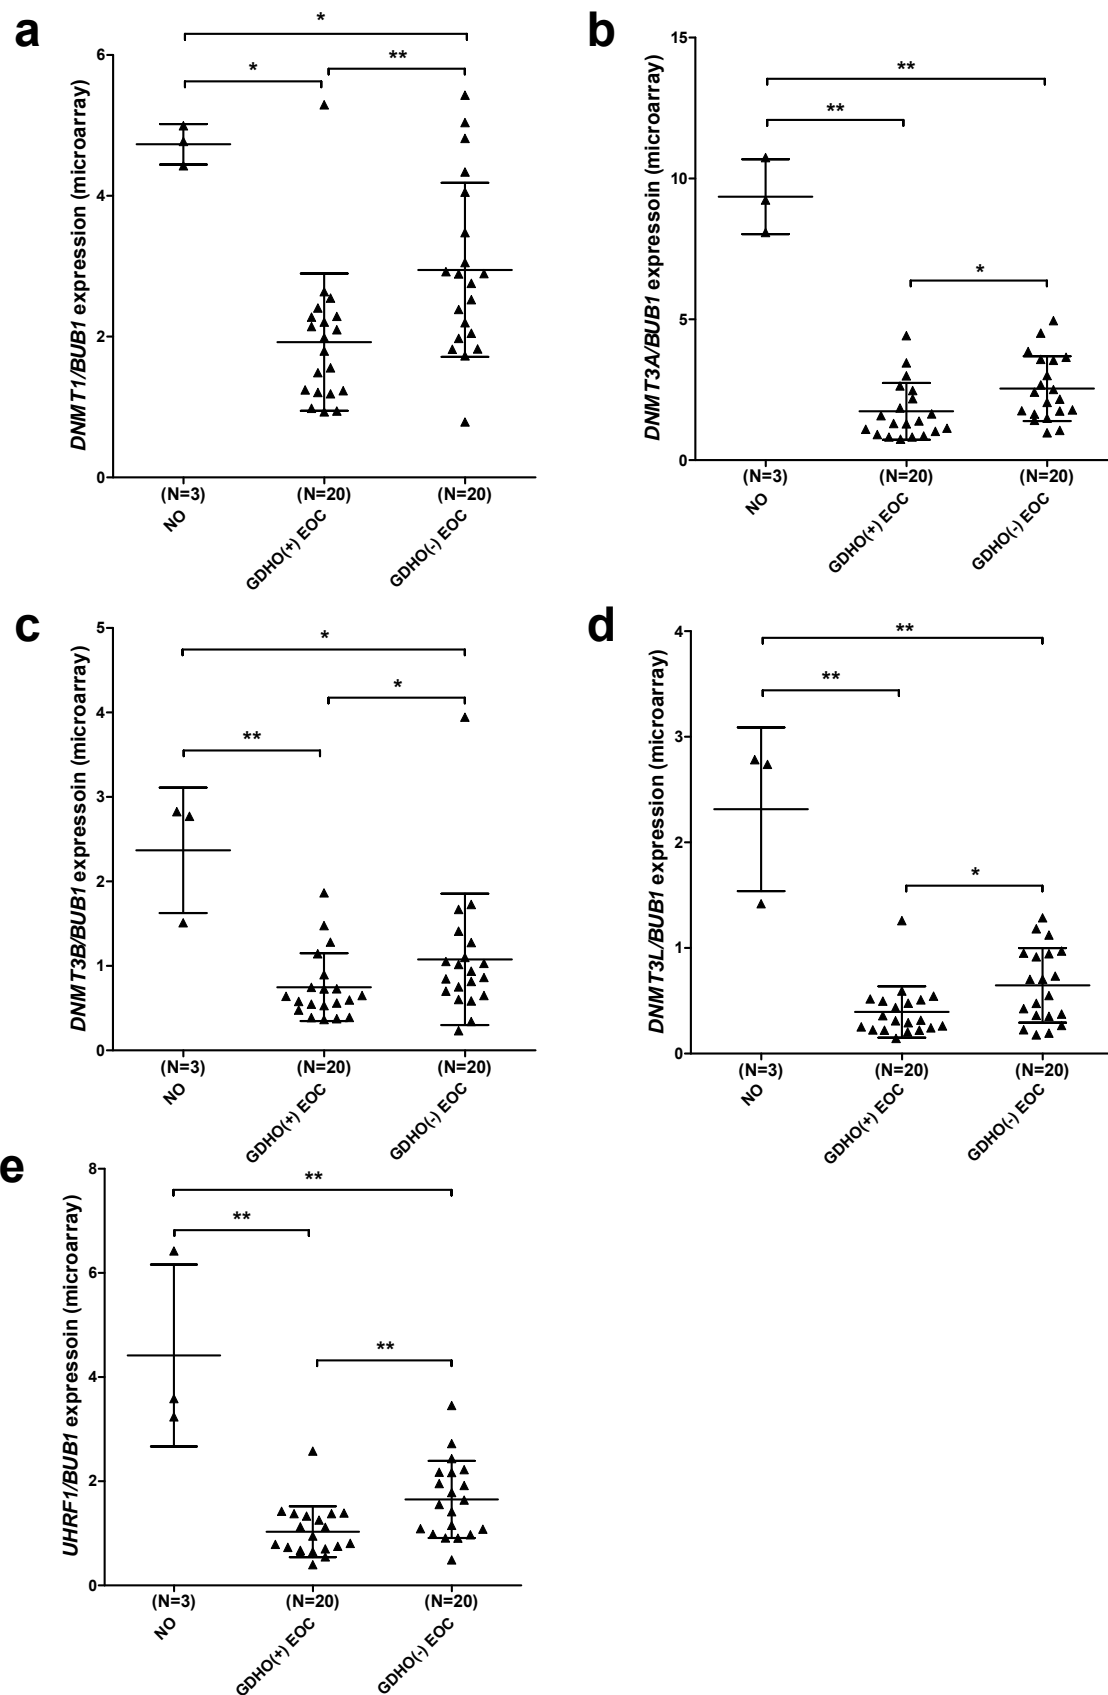 a
DNMT1/BUB1 expression (microarray)
6
4
2
0
*
*
**
(N=3)
(N=20)
(N=20)
NO
GDHO(+) EOC
GDHO(-) EOC
b
DNMT3A/BUB1 expressoin (microarray)
15
10
5
0
**
**
*
(N=3)
(N=20)
(N=20)
NO
GDHO(+) EOC
GDHO(-) EOC
c
DNMT3B/BUB1 expressoin (microarray)
5
4
3
2
1
0
*
*
**
(N=3)
(N=20)
(N=20)
NO
GDHO(+) EOC
GDHO(-) EOC
d
DNMT3L/BUB1 expression (microarray)
4
3
2
1
0
**
**
*
(N=3)
(N=20)
(N=20)
NO
GDHO(+) EOC
GDHO(-) EOC
e
UHRF1/BUB1 expressoin (microarray)
8
6
4
2
0
**
**
**
(N=3)
(N=20)
(N=20)
NO
GDHO(+) EOC
GDHO(-) EOC